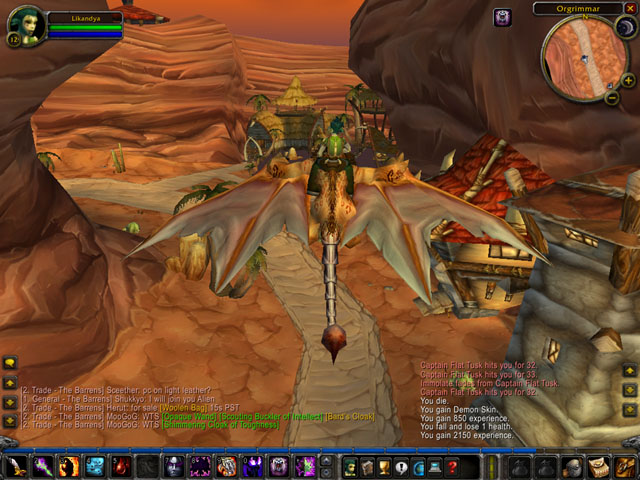 Likandya
12
Orgrimmar
N
[2. Trade - The Barrens] Sceether: pc on light leather?
[1. General - The Barrens] Shukkyo: I will join you Alien
[2. Trade - The Barrens] Herut: for sale [Woolen Bag] 15s PST
[2. Trade - The Barrens] MooGoG: WTS [Opaque Wand] [Scouting Buckler of Intellect] [Bard's Cloak]
[2. Trade - The Barrens] MooGoG: WTS [Shimmering Cloak of Toughness]
Captain Flat Tusk hits you for 32.
Captain Flat Tusk hits you for 33.
Immolate fades from Captain Flat Tusk.
Captain Flat Tusk hits you for 32.
You die.
You gain Demon Skin.
You gain 850 experience.
You fall and lose 1 health.
You gain 2150 experience.